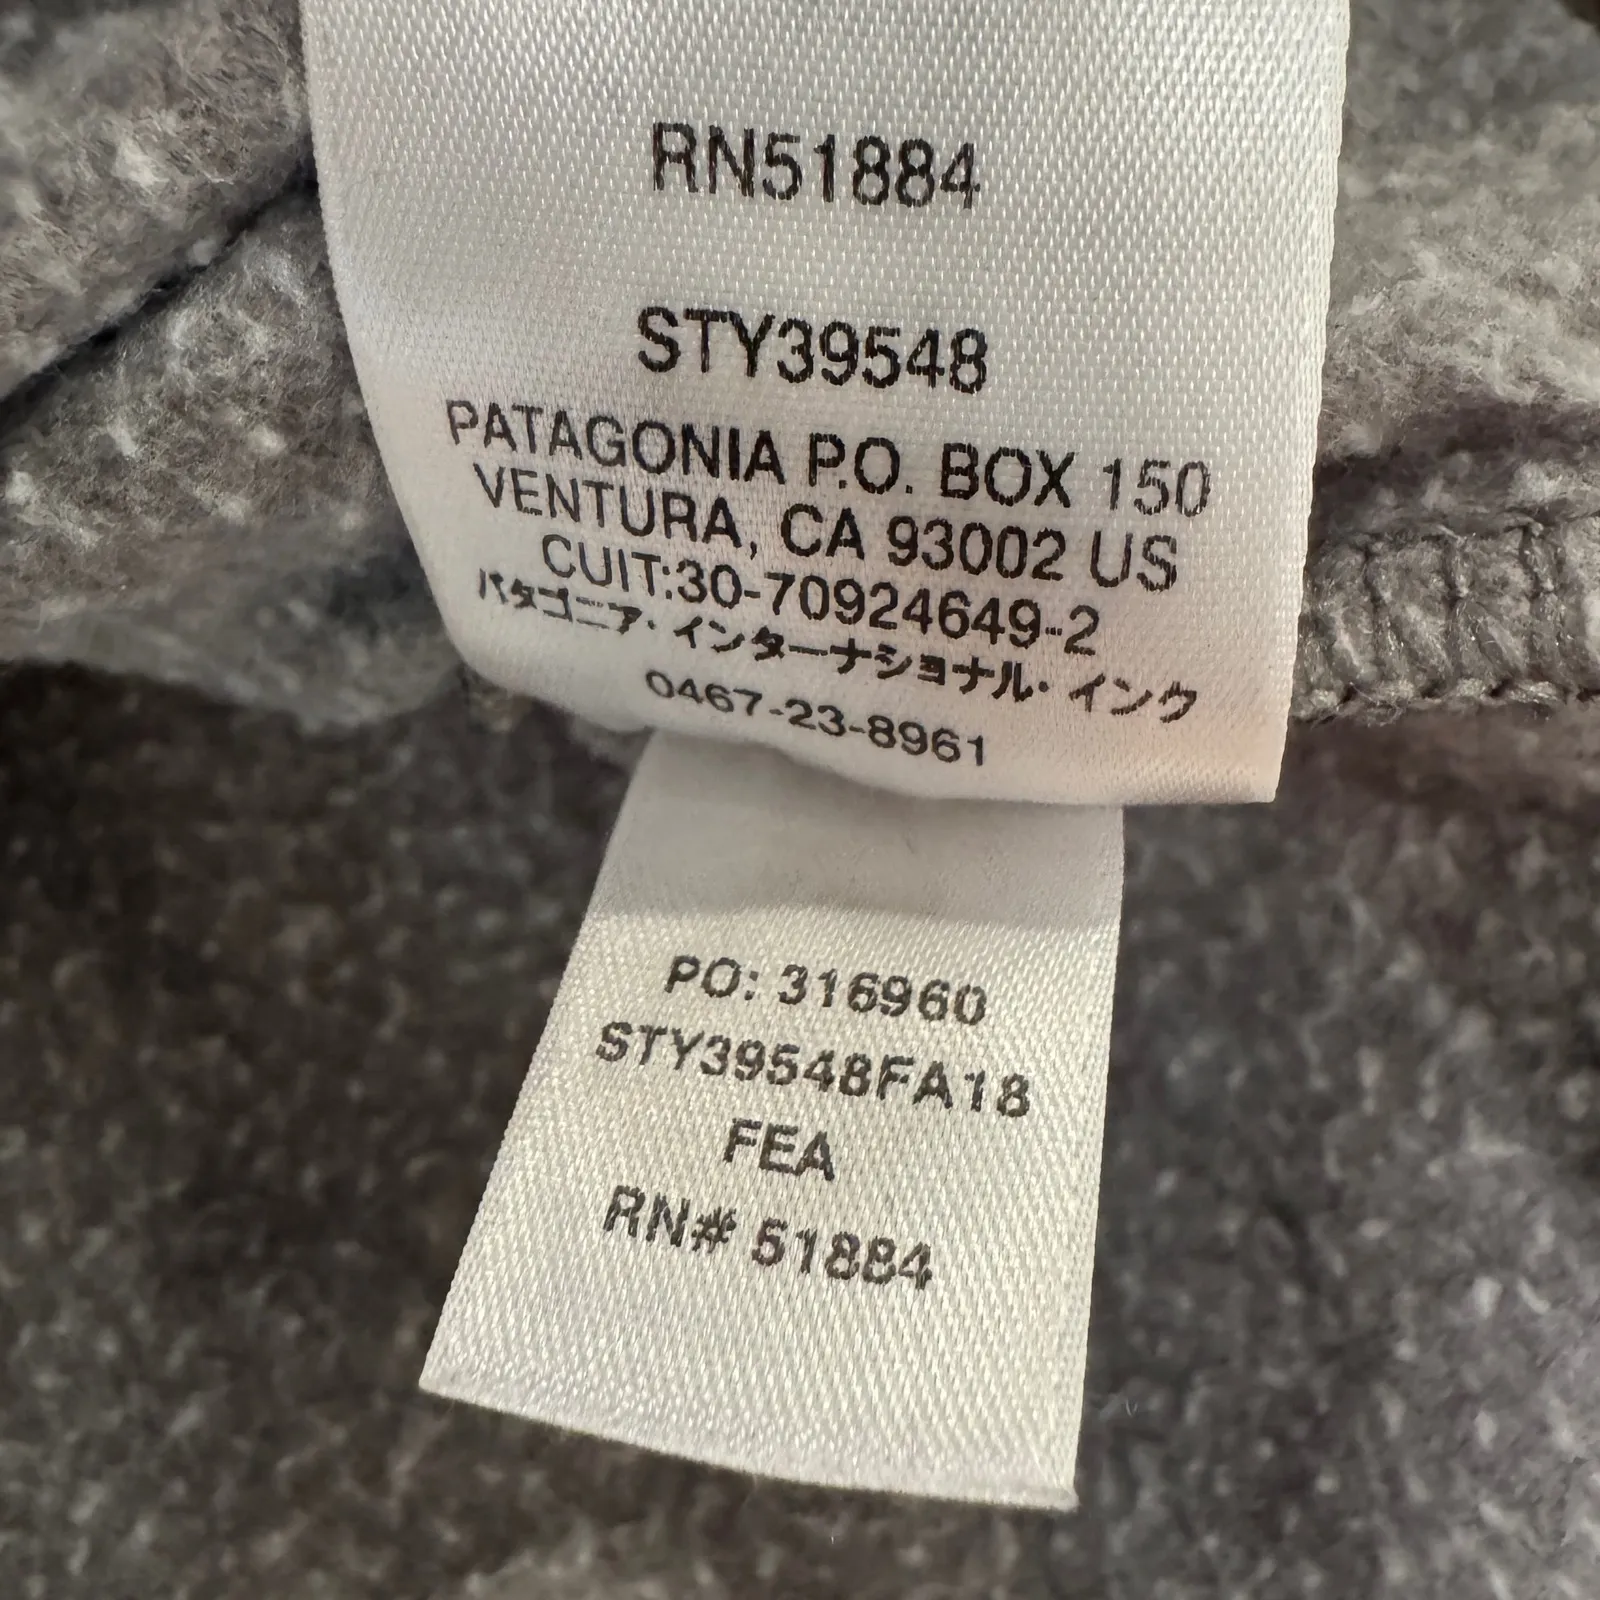 RN51884
STY39548
PATAGONIA P.O. BOX 150
VENTURA, CA 93002 US
CUIT:30-70924649-2
パタゴニア・インターナショナル・インク
0467-23-8961
PO: 316960
STY39548FA18
FEA
RN# 51884